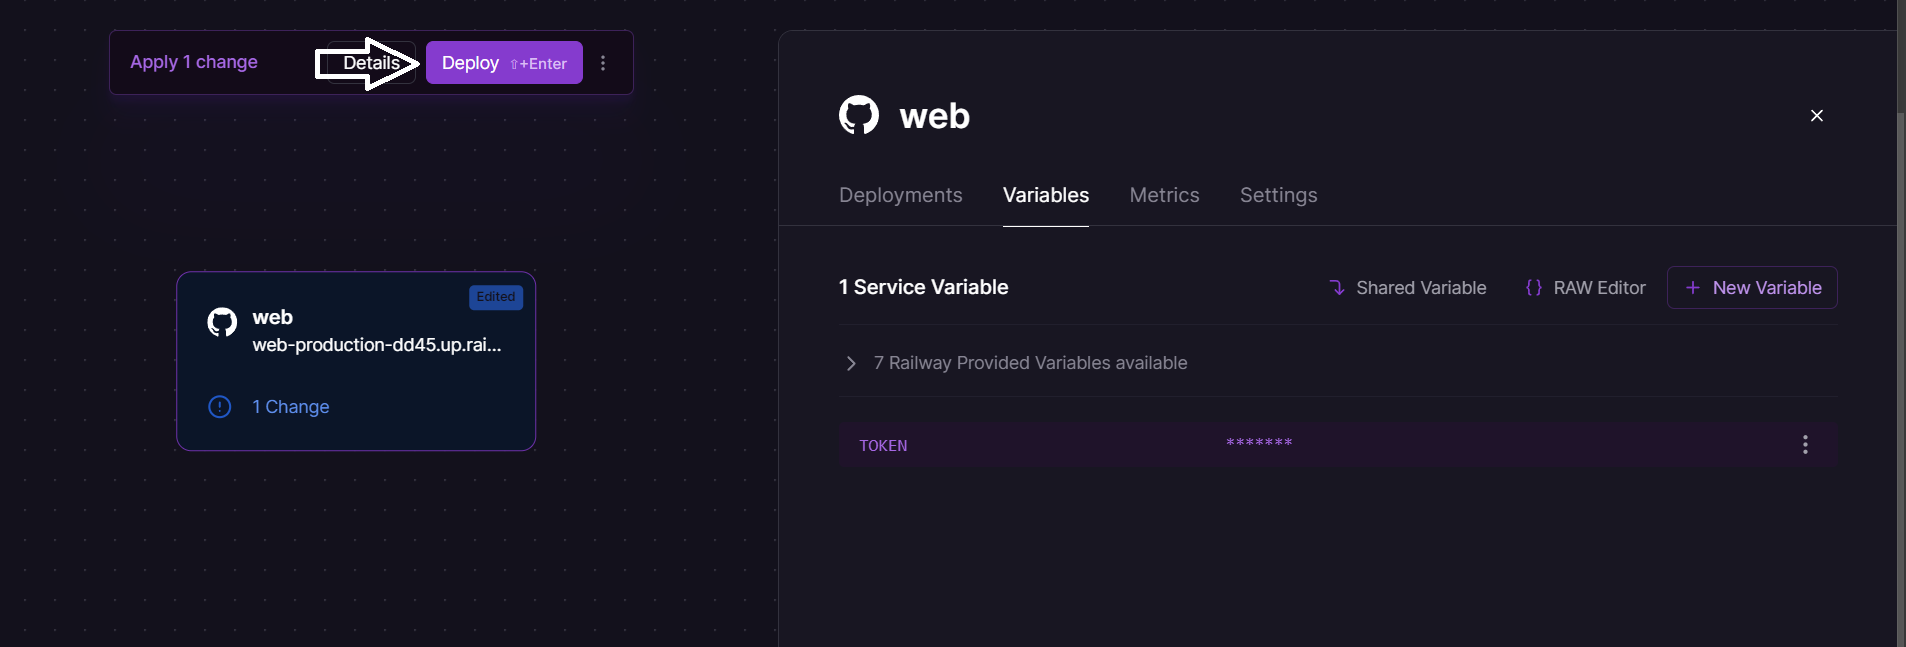 Apply 1 change
Details
Deploy ⇧+Enter
web
Deployments
Variables
Metrics
Settings
1 Service Variable
Shared Variable
{} RAW Editor
+ New Variable
7 Railway Provided Variables available
TOKEN
*******
Edited
web
web-production-dd45.up.rai...
1 Change